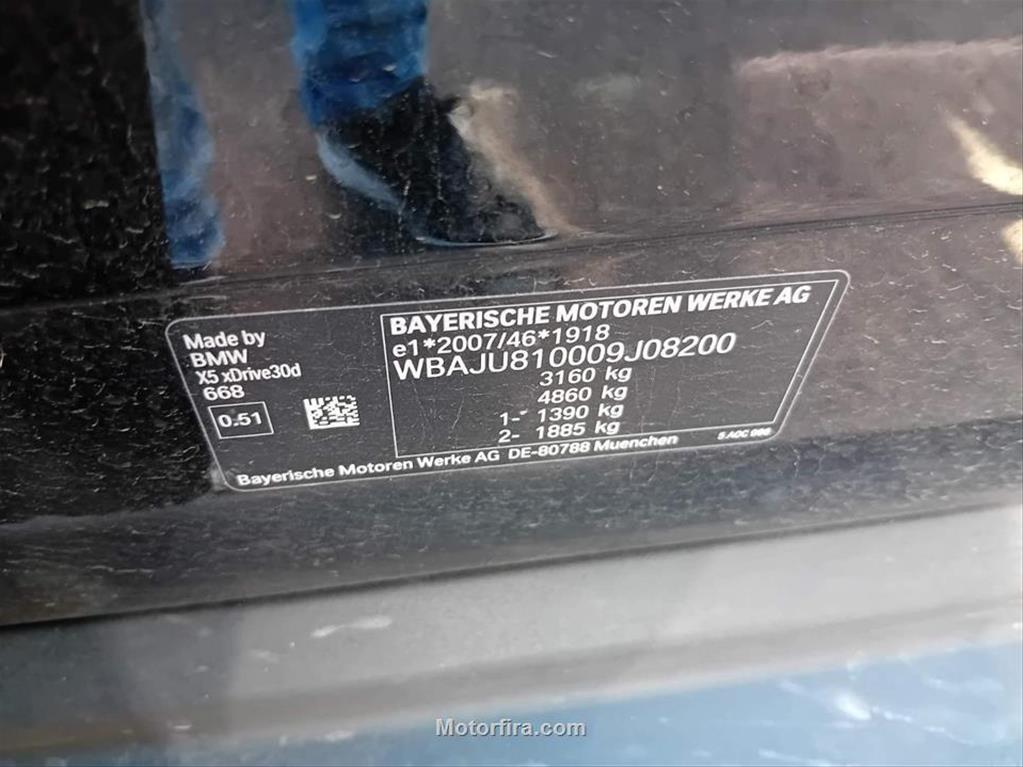 Made by
BMW
X5 xDrive30d
668
0.51
BAYERISCHE MOTOREN WERKE AG
e1*2007/46*1918
WBAJU810009J08200
3160 kg
4860 kg
1- 1390 kg
2- 1885 kg
Bayerische Motoren Werke AG DE-80788 Muenchen
Motorfira.com